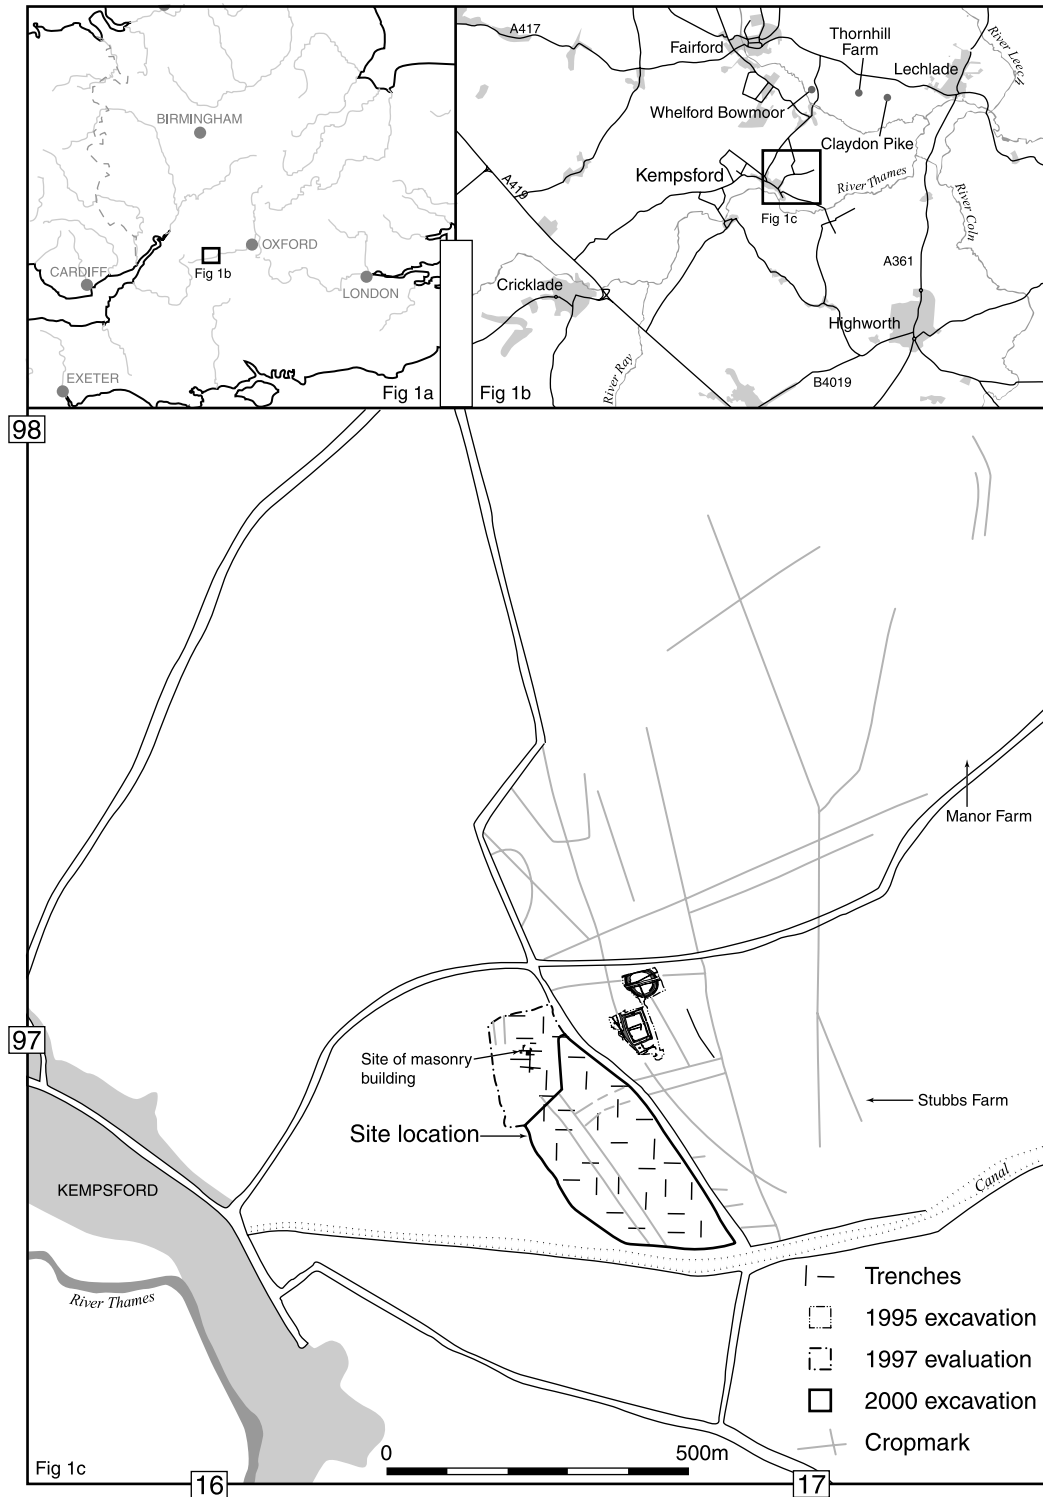 BIRMINGHAM
OXFORD
Fig 1b
CARDIFF
LONDON
EXETER
Fig 1a
A417
Fairford
Thornhill
Farm
Lechlade
River Leech
Whelford Bowmoor
Claydon Pike
Kempsford
River Thames
Fig 1c
A419
River Coln
A361
Cricklade
Highworth
River Ray
B4019
Fig 1b
98
Manor Farm
97
Site of masonry
building
Stubbs Farm
Site location
KEMPSFORD
Canal
River Thames
Trenches
1995 excavation
1997 evaluation
2000 excavation
Cropmark
0
500m
Fig 1c
16
17